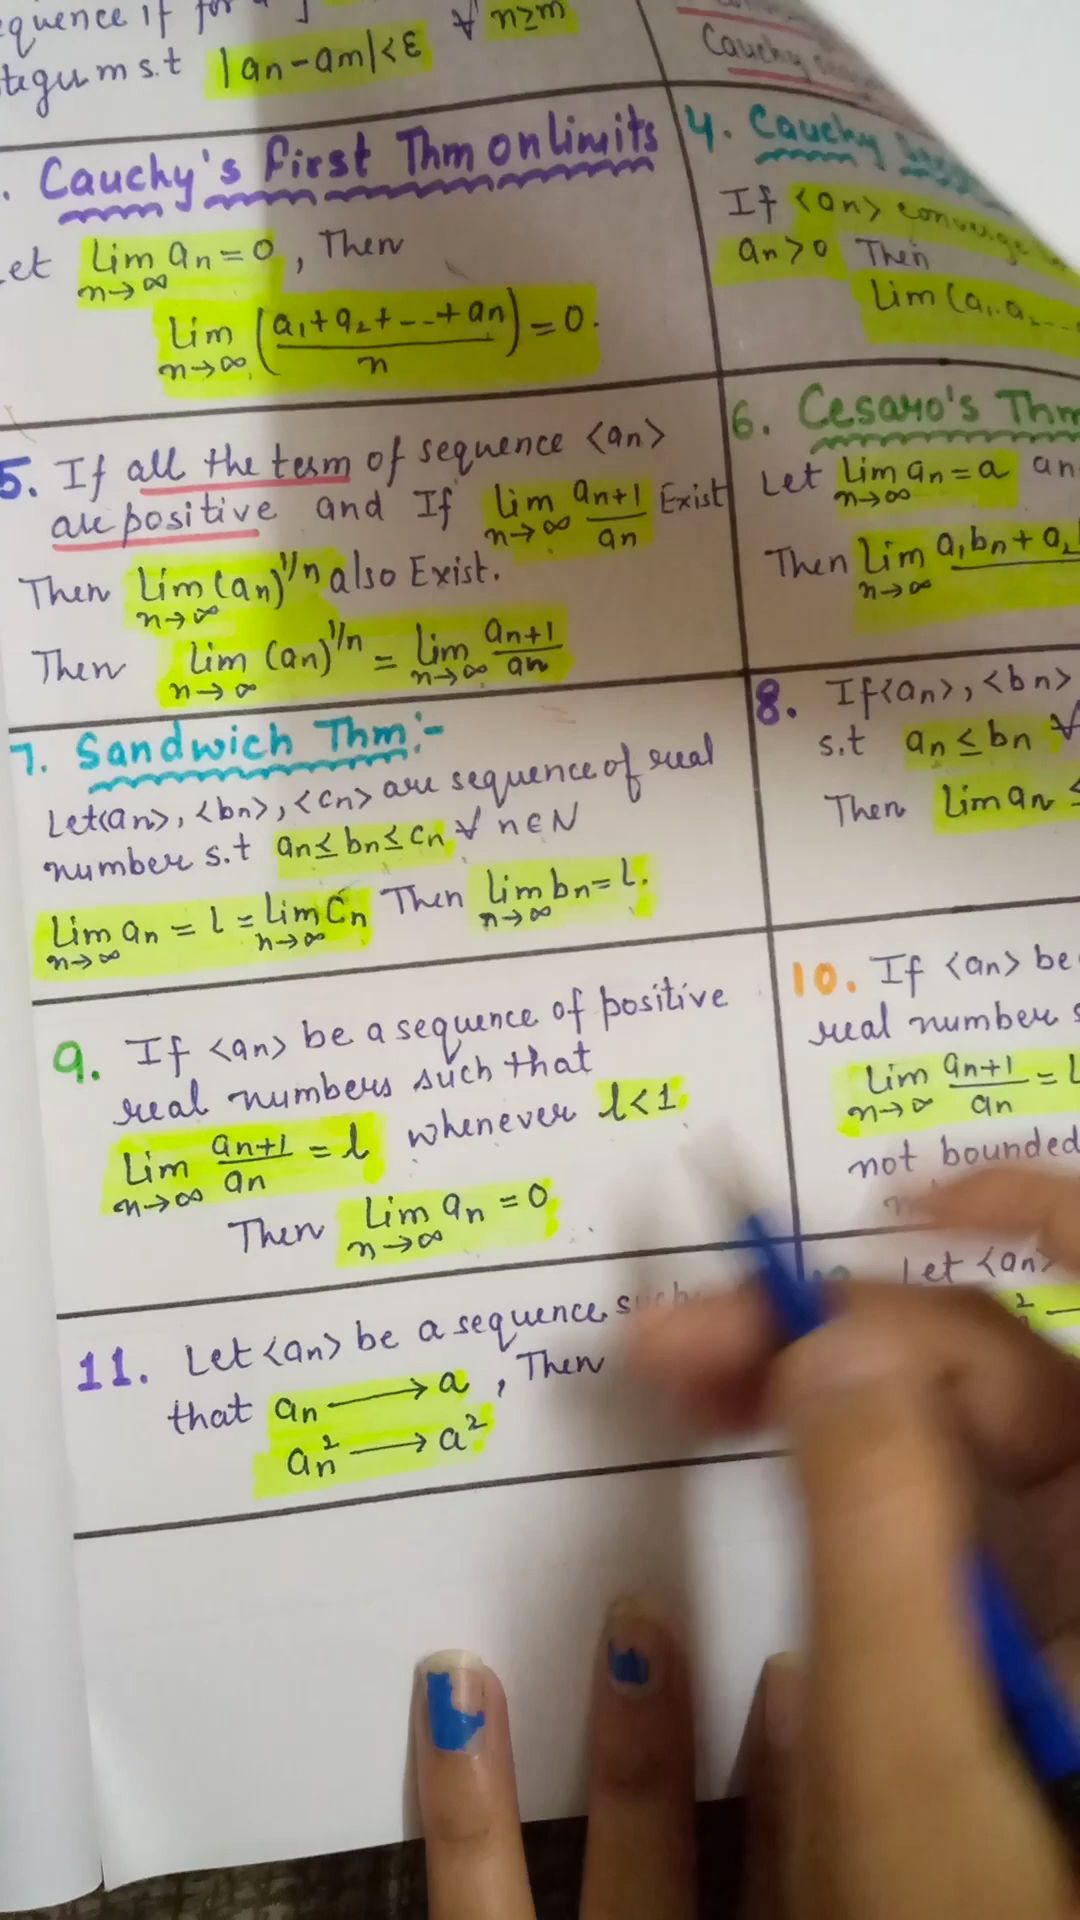 equence if for
tegum s.t |an-am|<ε ∀ n≥m
Cauchy
. Cauchy's first Thm on limits
Let Lim n→∞ an=0, Then
Lim n→∞ (a1+a2+---+an / n) = 0.
4. Cauchy
If <an> converge
an>0 Then
Lim (a1.a2....
5. If all the term of sequence <an>
are positive and If lim n→∞ an+1/an Exist
Then Lim n→∞ (an)^1/n also Exist.
Then Lim n→∞ (an)^1/n = Lim n→∞ an+1/an
6. Cesaro's Thm
Let Lim n→∞ an=a an
Then Lim n→∞ a1bn+a2
7. Sandwich Thm:-
Let<an>, <bn>, <cn> are sequence of real
number s.t an≤bn≤cn ∀ n∈N
Lim n→∞ an = l = Lim n→∞ Cn Then Lim n→∞ bn=l.
8. If<an>, <bn>
s.t an≤bn ∀
Then Lim an ≤
9. If <an> be a sequence of positive
real numbers such that
Lim n→∞ an+1/an = l whenever l<1
Then Lim n→∞ an = 0
10. If <an> be
real number s
Lim n→∞ an+1/an = l
not bounded
11. Let <an> be a sequence such
that an → a, Then
an² → a²
Let <an>